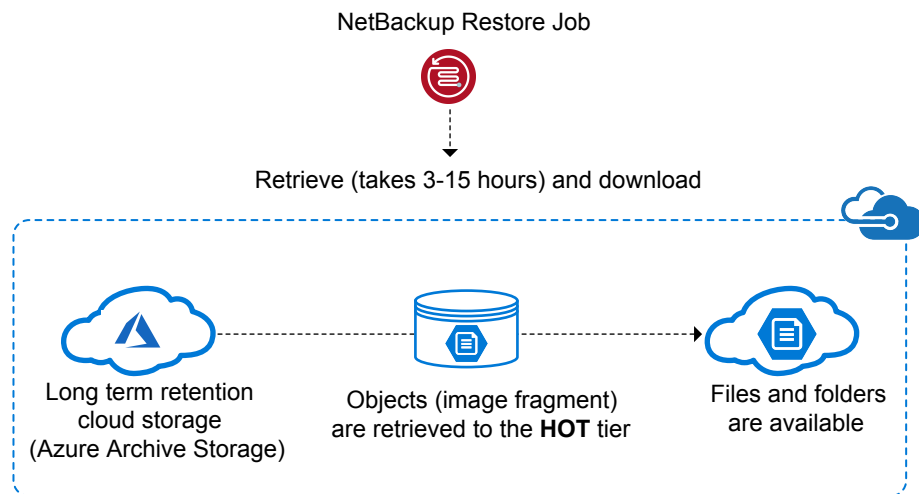 NetBackup Restore Job
Retrieve (takes 3-15 hours) and download
Long term retention
cloud storage
(Azure Archive Storage)
Objects (image fragment)
are retrieved to the HOT tier
Files and folders
are available